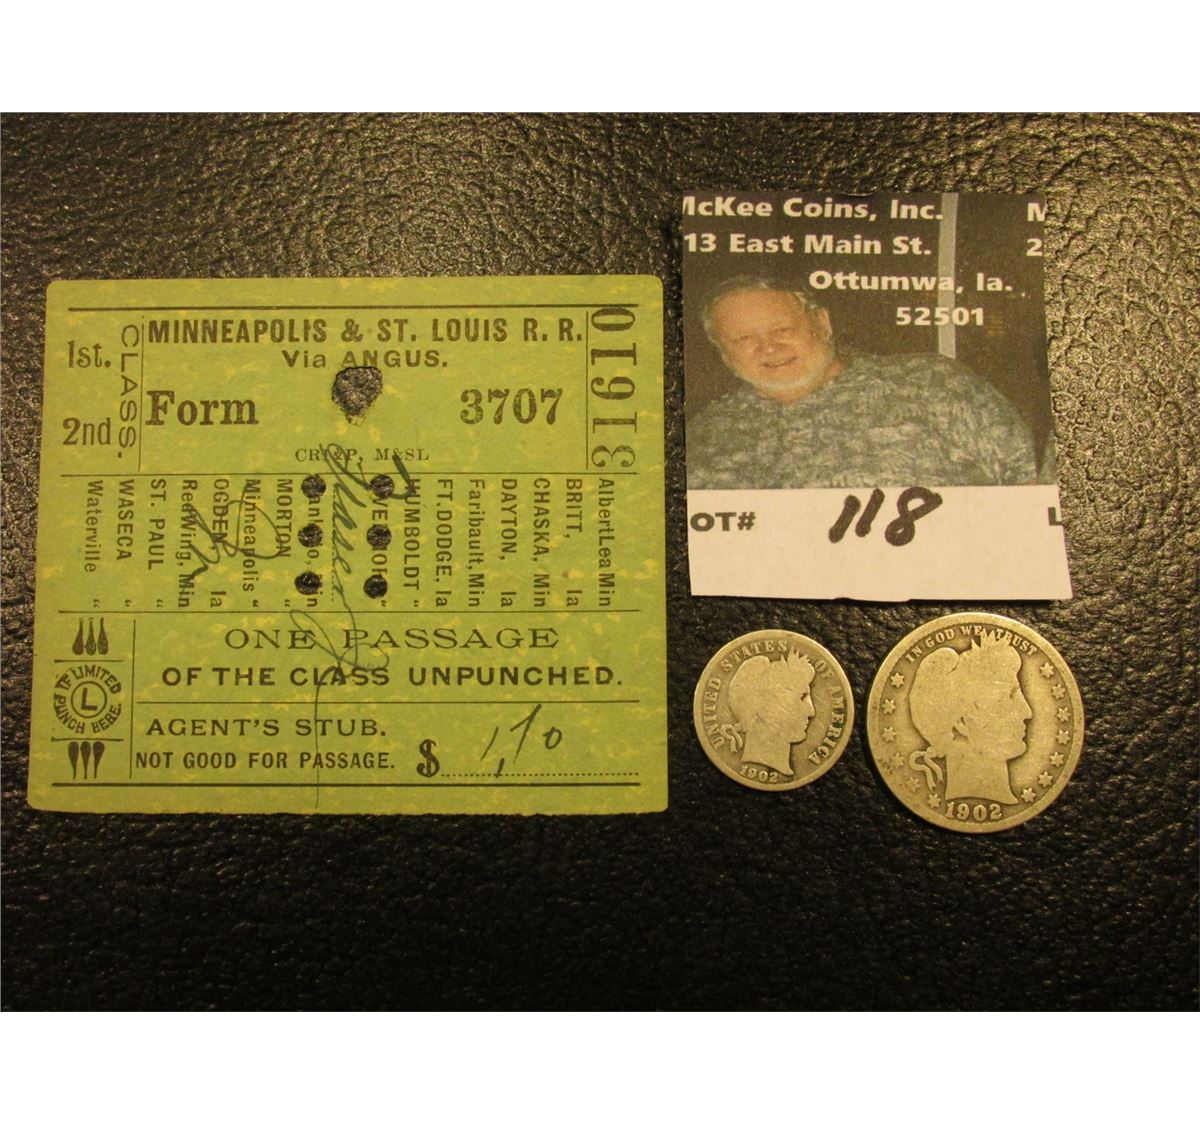 MINNEAPOLIS & ST. LOUIS R. R.
Via ANGUS.
1st.
2nd
CLASS.
Form 3707
01913
CRI&P, M&SL
AlbertLea Min
BRITT, " Ia
CHASKA, Min
DAYTON, Ia
Faribault, Min
FT. DODGE, Ia
HUMBOLDT "
MORTON "
Minneapolis "
OGDEN Ia
RedWing, Min
ST. PAUL "
WASECA "
Waterville "
ONE PASSAGE
OF THE CLASS UNPUNCHED.
IF LIMITED
L
PUNCH HERE.
AGENT'S STUB.
NOT GOOD FOR PASSAGE. $ 1,10
McKee Coins, Inc. M
13 East Main St. 2
Ottumwa, Ia.
52501
OT# 118 L
UNITED STATES OF AMERICA
1902
IN GOD WE TRUST
1902